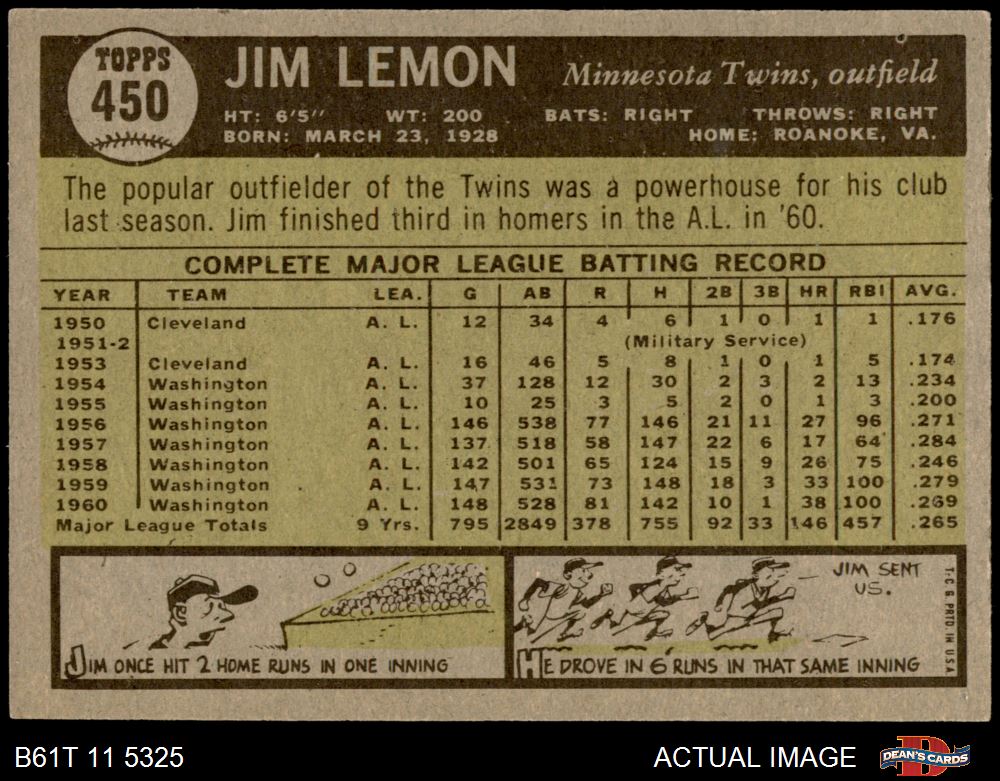 TOPPS
450
JIM LEMON Minnesota Twins, outfield
HT: 6'5" WT: 200 BATS: RIGHT THROWS: RIGHT
BORN: MARCH 23, 1928 HOME: ROANOKE, VA.
The popular outfielder of the Twins was a powerhouse for his club
last season. Jim finished third in homers in the A.L. in '60.
COMPLETE MAJOR LEAGUE BATTING RECORD
YEAR TEAM LEA. G AB R H 2B 3B HR RBI AVG.
1950 Cleveland A. L. 12 34 4 6 1 0 1 1 .176
1951-2 (Military Service)
1953 Cleveland A. L. 16 46 5 8 1 0 1 5 .174
1954 Washington A. L. 37 128 12 30 2 3 2 13 .234
1955 Washington A. L. 10 25 3 5 2 0 1 3 .200
1956 Washington A. L. 146 538 77 146 21 11 27 96 .271
1957 Washington A. L. 137 518 58 147 22 6 17 64 .284
1958 Washington A. L. 142 501 65 124 15 9 26 75 .246
1959 Washington A. L. 147 531 73 148 18 3 33 100 .279
1960 Washington A. L. 148 528 81 142 10 1 38 100 .269
Major League Totals 9 Yrs. 795 2849 378 755 92 33 146 457 .265
JIM SENT
US.
JIM ONCE HIT 2 HOME RUNS IN ONE INNING
HE DROVE IN 6 RUNS IN THAT SAME INNING
T.C.G. PRTD. IN U.S.A.
B61T 11 5325 ACTUAL IMAGE DEAN'S CARDS